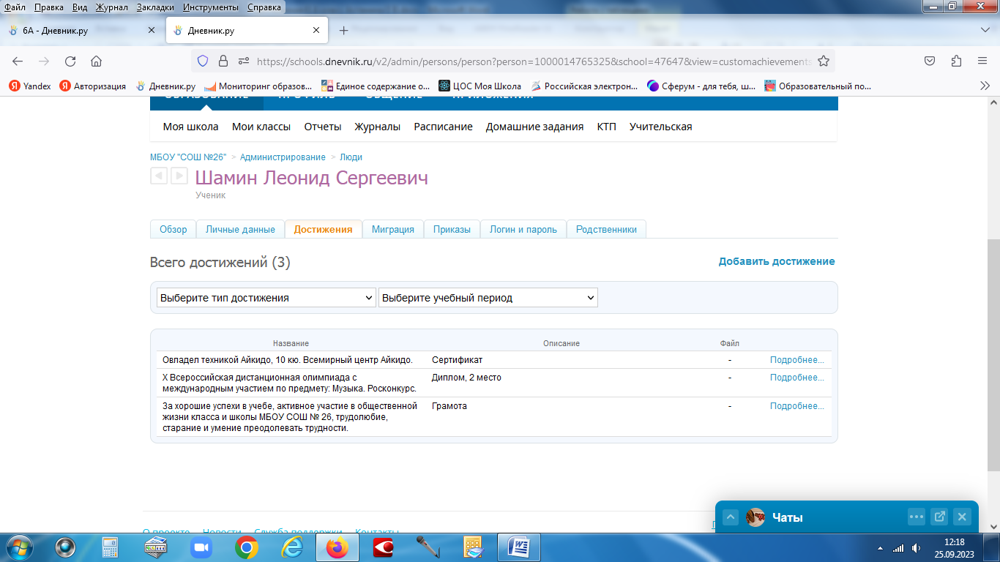 Файл Правка Вид Журнал Закладки Инструменты Справка
6А - Дневник.ру
Дневник.ру
https://schools.dnevnik.ru/v2/admin/persons/person?person=1000014765325&school=47647&view=customachievements
Yandex Авторизация Дневник.ру Мониторинг образов... Единое содержание о... ЦОС Моя Школа Российская электрон... Сферум - для тебя, ш... Образовательный по...
ОБРАЗОВАНИЕ ПРОФИЛЬ ОБЩЕНИЕ ПРИЛОЖЕНИЯ
Моя школа Мои классы Отчеты Журналы Расписание Домашние задания КТП Учительская
МБОУ "СОШ №26" > Администрирование > Люди
Шамин Леонид Сергеевич
Ученик
Обзор Личные данные Достижения Миграция Приказы Логин и пароль Родственники
Всего достижений (3) Добавить достижение
Выберите тип достижения Выберите учебный период
Название Описание Файл
Овладел техникой Айкидо, 10 кю. Всемирный центр Айкидо. Сертификат - Подробнее...
X Всероссийская дистанционная олимпиада с Диплом, 2 место - Подробнее...
международным участием по предмету: Музыка. Росконкурс.
За хорошие успехи в учебе, активное участие в общественной Грамота - Подробнее...
жизни класса и школы МБОУ СОШ № 26, трудолюбие,
старание и умение преодолевать трудности.
О проекте Новости Служба поддержки Контакты
Чаты
12:18
25.09.2023